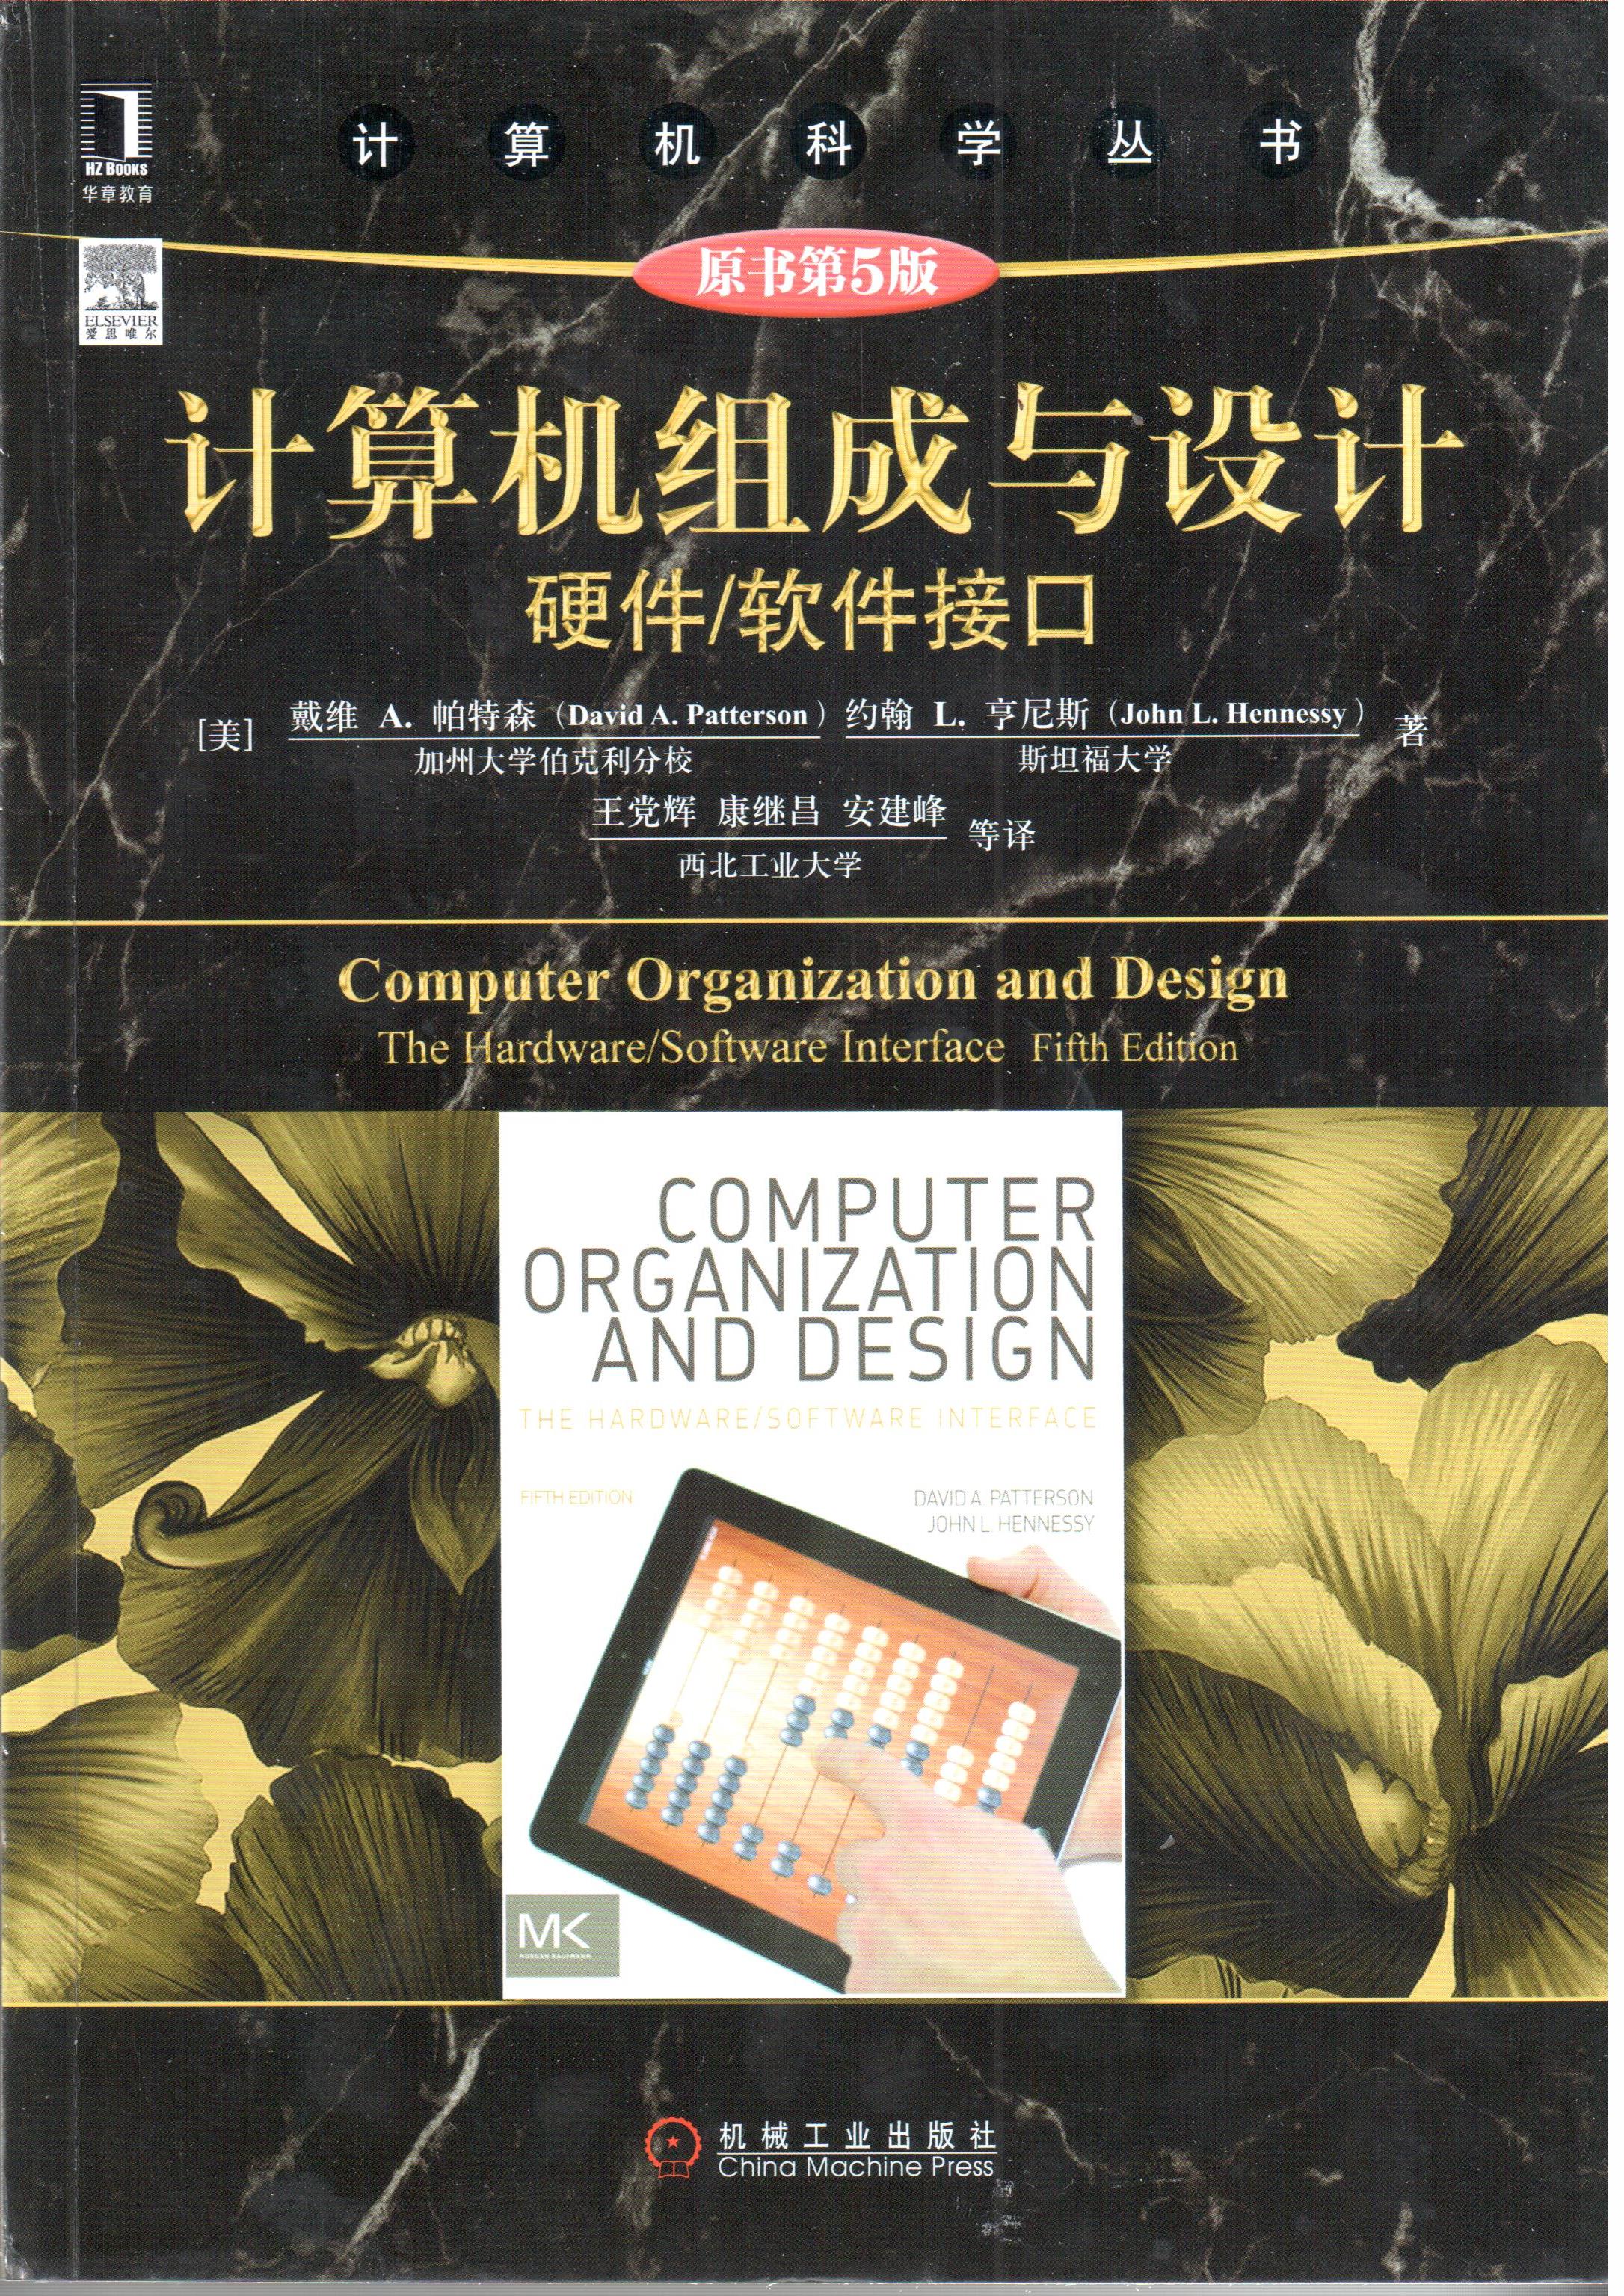 HZ BOOKS
华章教育
计算机科学丛书
原书第5版
ELSEVIER
爱思唯尔
计算机组成与设计
硬件/软件接口
[美] 戴维 A. 帕特森（David A. Patterson）约翰 L. 亨尼斯（John L. Hennessy）著
加州大学伯克利分校 斯坦福大学
王党辉 康继昌 安建峰 等译
西北工业大学
Computer Organization and Design
The Hardware/Software Interface Fifth Edition
COMPUTER
ORGANIZATION
AND DESIGN
THE HARDWARE/SOFTWARE INTERFACE
FIFTH EDITION
DAVID A. PATTERSON
JOHN L. HENNESSY
MK
MORGAN KAUFMANN
机械工业出版社
China Machine Press